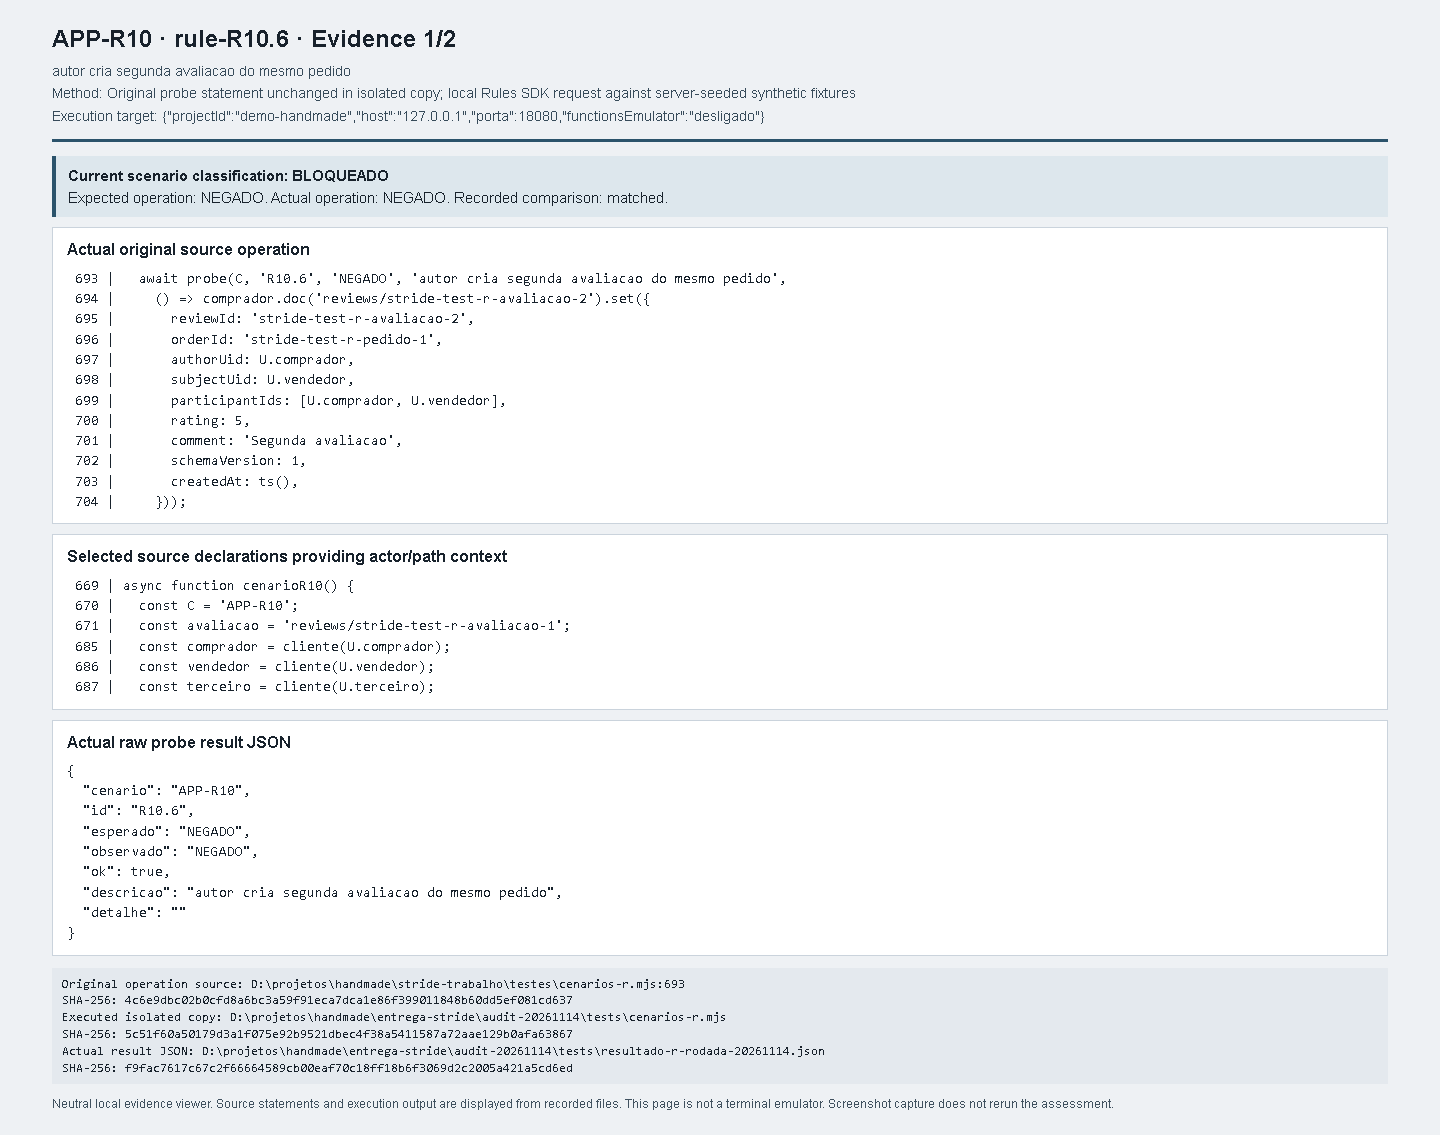 APP-R10 · rule-R10.6 · Evidence 1/2
autor cria segunda avaliacao do mesmo pedido
Method: Original probe statement unchanged in isolated copy; local Rules SDK request against server-seeded synthetic fixtures
Execution target: {"projectId":"demo-handmade","host":"127.0.0.1","porta":18080,"functionsEmulator":"desligado"}
Current scenario classification: BLOQUEADO
Expected operation: NEGADO. Actual operation: NEGADO. Recorded comparison: matched.
Actual original source operation
693 |   await probe(C, 'R10.6', 'NEGADO', 'autor cria segunda avaliacao do mesmo pedido',
694 |     () => comprador.doc('reviews/stride-test-r-avaliacao-2').set({
695 |       reviewId: 'stride-test-r-avaliacao-2',
696 |       orderId: 'stride-test-r-pedido-1',
697 |       authorUid: U.comprador,
698 |       subjectUid: U.vendedor,
699 |       participantIds: [U.comprador, U.vendedor],
700 |       rating: 5,
701 |       comment: 'Segunda avaliacao',
702 |       schemaVersion: 1,
703 |       createdAt: ts(),
704 |     }));
Selected source declarations providing actor/path context
669 | async function cenarioR10() {
670 |   const C = 'APP-R10';
671 |   const avaliacao = 'reviews/stride-test-r-avaliacao-1';
685 |   const comprador = cliente(U.comprador);
686 |   const vendedor = cliente(U.vendedor);
687 |   const terceiro = cliente(U.terceiro);
Actual raw probe result JSON
{
  "cenario": "APP-R10",
  "id": "R10.6",
  "esperado": "NEGADO",
  "observado": "NEGADO",
  "ok": true,
  "descricao": "autor cria segunda avaliacao do mesmo pedido",
  "detalhe": ""
}
Original operation source: D:\projetos\handmade\stride-trabalho\testes\cenarios-r.mjs:693
SHA-256: 4c6e9dbc02b0cfd8a6bc3a59f91eca7dca1e86f399011848b60dd5ef081cd637
Executed isolated copy: D:\projetos\handmade\entrega-stride\audit-20261114\tests\cenarios-r.mjs
SHA-256: 5c51f60a50179d3a1f075e92b9521dbec4f38a5411587a72aae129b0afa63867
Actual result JSON: D:\projetos\handmade\entrega-stride\audit-20261114\tests\resultado-r-rodada-20261114.json
SHA-256: f9fac7617c67c2f66664589cb00eaf70c18ff18b6f3069d2c2005a421a5cd6ed
Neutral local evidence viewer. Source statements and execution output are displayed from recorded files. This page is not a terminal emulator. Screenshot capture does not rerun the assessment.